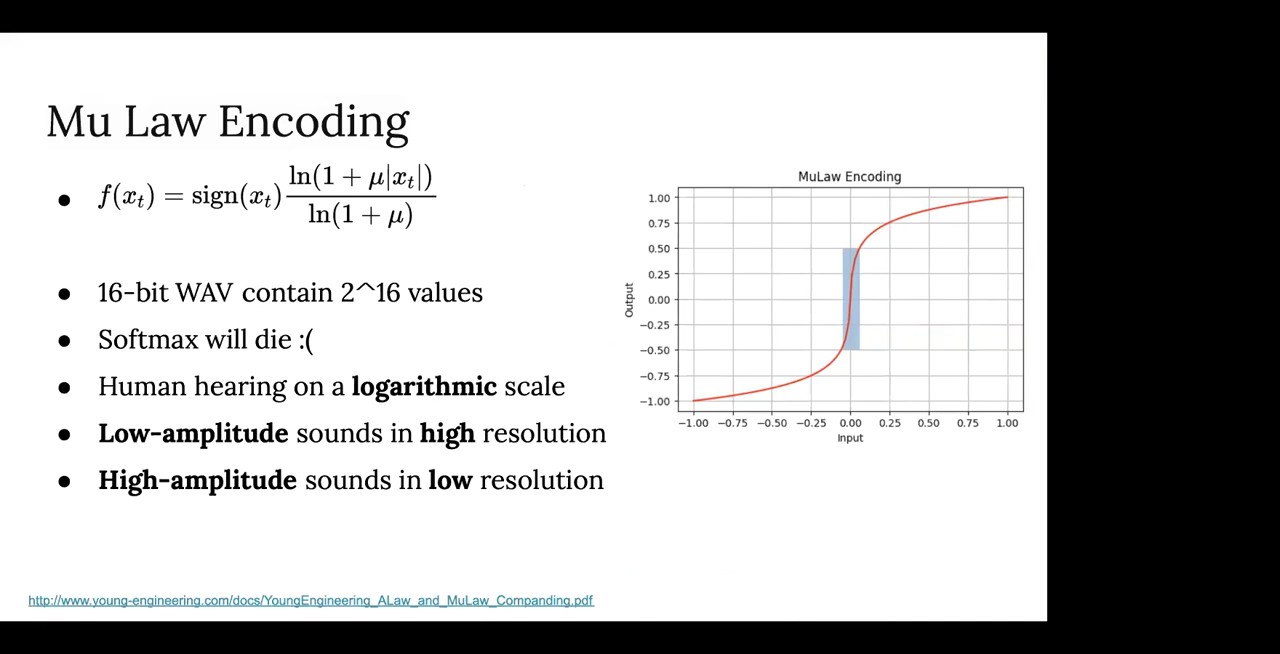 Mu Law Encoding
● f(x_t) = sign(x_t) ln(1 + μ|x_t|) / ln(1 + μ)
● 16-bit WAV contain 2^16 values
● Softmax will die :(
● Human hearing on a logarithmic scale
● Low-amplitude sounds in high resolution
● High-amplitude sounds in low resolution
http://www.young-engineering.com/docs/YoungEngineering_ALaw_and_MuLaw_Companding.pdf
MuLaw Encoding
Output
1.00
0.75
0.50
0.25
0.00
−0.25
−0.50
−0.75
−1.00
−1.00 −0.75 −0.50 −0.25 0.00 0.25 0.50 0.75 1.00
Input